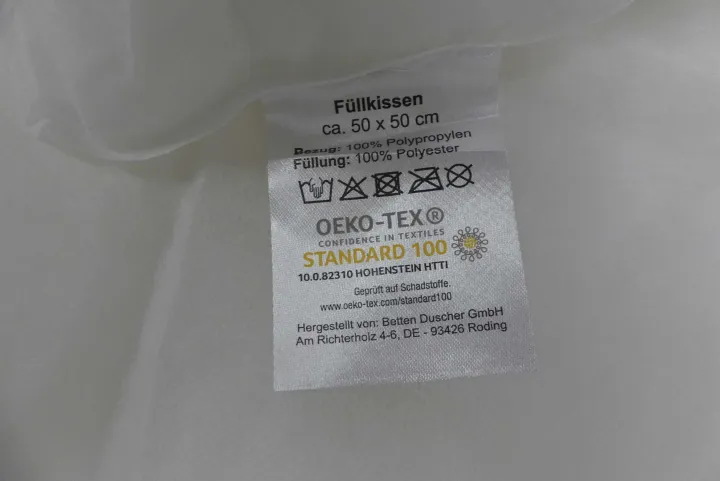 Füllkissen
ca. 50 x 50 cm
Bezug: 100% Polypropylen
Füllung: 100% Polyester
OEKO-TEX®
CONFIDENCE IN TEXTILES
STANDARD 100
10.0.82310 HOHENSTEIN HTTI
Geprüft auf Schadstoffe.
www.oeko-tex.com/standard100
Hergestellt von: Betten Duscher GmbH
Am Richterholz 4-6, DE - 93426 Roding